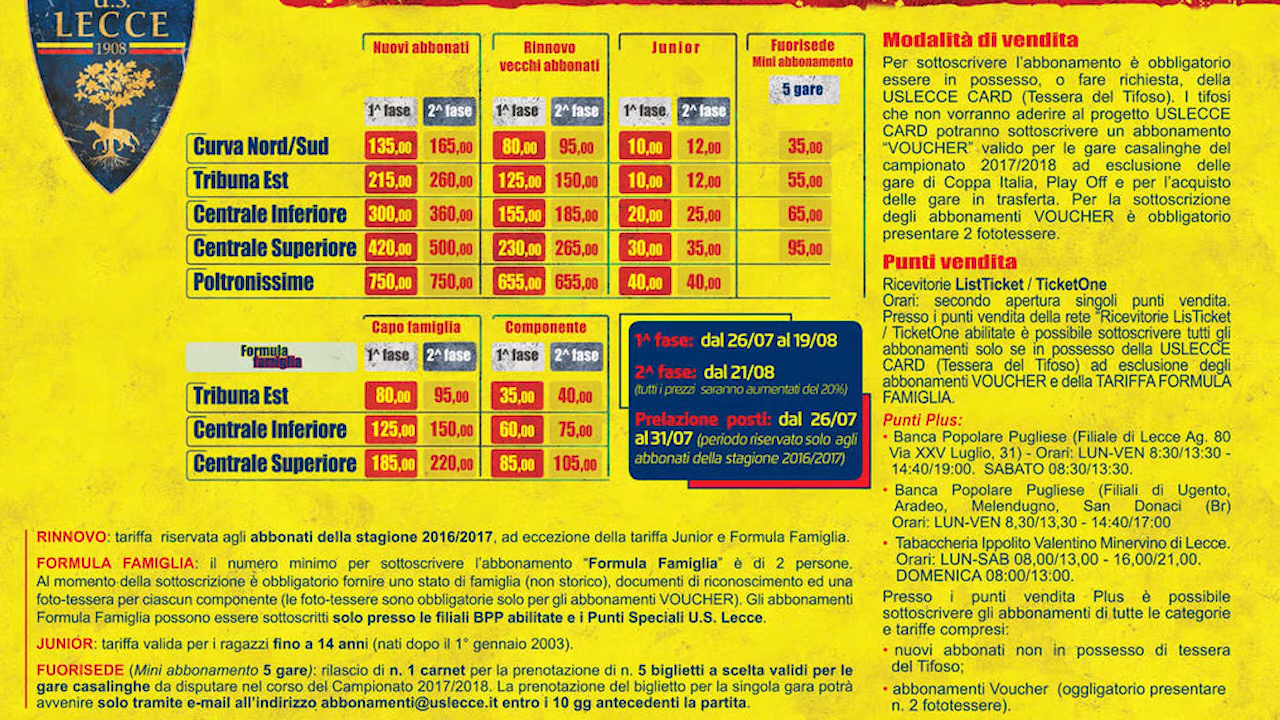 U.S.
LECCE
1908
Nuovi abbonati
Rinnovo
vecchi abbonati
Junior
Fuorisede
Mini abbonamento
5 gare
1^ fase 2^ fase 1^ fase 2^ fase 1^ fase 2^ fase
Curva Nord/Sud 135,00 165,00 80,00 95,00 10,00 12,00 35,00
Tribuna Est 215,00 260,00 125,00 150,00 10,00 12,00 55,00
Centrale Inferiore 300,00 360,00 155,00 185,00 20,00 25,00 65,00
Centrale Superiore 420,00 500,00 230,00 265,00 30,00 35,00 95,00
Poltronissime 750,00 750,00 655,00 655,00 40,00 40,00
Formula
famiglia
Capo famiglia Componente
1^ fase 2^ fase 1^ fase 2^ fase
Tribuna Est 80,00 95,00 35,00 40,00
Centrale Inferiore 125,00 150,00 60,00 75,00
Centrale Superiore 185,00 220,00 85,00 105,00
1^ fase: dal 26/07 al 19/08
2^ fase: dal 21/08
(tutti i prezzi saranno aumentati del 20%)
Prelazione posti: dal 26/07
al 31/07 (periodo riservato solo agli
abbonati della stagione 2016/2017)
RINNOVO: tariffa riservata agli abbonati della stagione 2016/2017, ad eccezione della tariffa Junior e Formula Famiglia.
FORMULA FAMIGLIA: il numero minimo per sottoscrivere l'abbonamento “Formula Famiglia” è di 2 persone.
Al momento della sottoscrizione è obbligatorio fornire uno stato di famiglia (non storico), documenti di riconoscimento ed una
foto-tessera per ciascun componente (le foto-tessere sono obbligatorie solo per gli abbonamenti VOUCHER). Gli abbonamenti
Formula Famiglia possono essere sottoscritti solo presso le filiali BPP abilitate e i Punti Speciali U.S. Lecce.
JUNIOR: tariffa valida per i ragazzi fino a 14 anni (nati dopo il 1° gennaio 2003).
FUORISEDE (Mini abbonamento 5 gare): rilascio di n. 1 carnet per la prenotazione di n. 5 biglietti a scelta validi per le
gare casalinghe da disputare nel corso del Campionato 2017/2018. La prenotazione del biglietto per la singola gara potrà
avvenire solo tramite e-mail all'indirizzo abbonamenti@uslecce.it entro i 10 gg antecedenti la partita.
Modalità di vendita
Per sottoscrivere l'abbonamento è obbligatorio
essere in possesso, o fare richiesta, della
USLECCE CARD (Tessera del Tifoso). I tifosi
che non vorranno aderire al progetto USLECCE
CARD potranno sottoscrivere un abbonamento
“VOUCHER” valido per le gare casalinghe del
campionato 2017/2018 ad esclusione delle
gare di Coppa Italia, Play Off e per l'acquisto
delle gare in trasferta. Per la sottoscrizione
degli abbonamenti VOUCHER è obbligatorio
presentare 2 fototessere.
Punti vendita
Ricevitorie ListTicket / TicketOne
Orari: secondo apertura singoli punti vendita.
Presso i punti vendita della rete “Ricevitorie LisTicket
/ TicketOne abilitate è possibile sottoscrivere tutti gli
abbonamenti solo se in possesso della USLECCE
CARD (Tessera del Tifoso) ad esclusione degli
abbonamenti VOUCHER e della TARIFFA FORMULA
FAMIGLIA.
Punti Plus:
• Banca Popolare Pugliese (Filiale di Lecce Ag. 80
Via XXV Luglio, 31) - Orari: LUN-VEN 8:30/13:30 -
14:40/19:00. SABATO 08:30/13:30.
• Banca Popolare Pugliese (Filiali di Ugento,
Aradeo, Melendugno, San Donaci (Br)
Orari: LUN-VEN 8,30/13,30 - 14:40/17:00
• Tabaccheria Ippolito Valentino Minervino di Lecce.
Orari: LUN-SAB 08,00/13,00 - 16,00/21,00.
DOMENICA 08:00/13:00.
Presso i punti vendita Plus è possibile
sottoscrivere gli abbonamenti di tutte le categorie
e tariffe compresi:
• nuovi abbonati non in possesso di tessera
del Tifoso;
• abbonamenti Voucher (oggligatorio presentare
n. 2 fototessere).